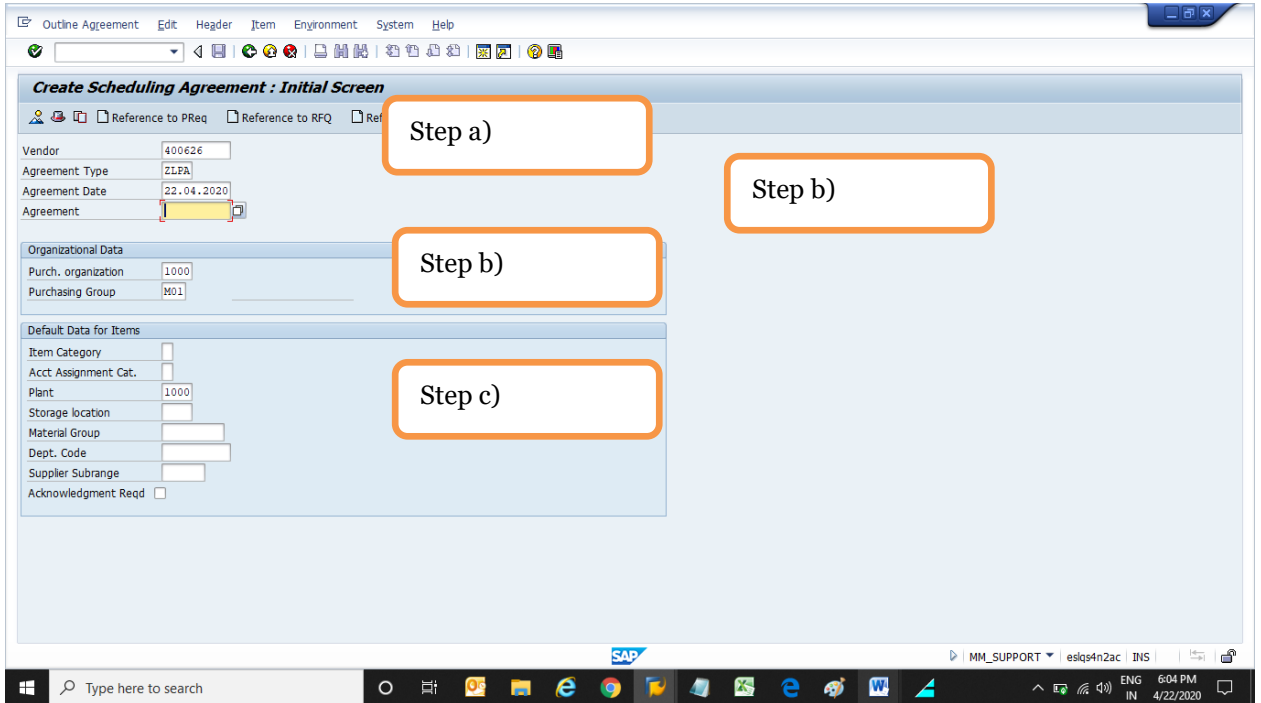 Outline Agreement Edit Header Item Environment System Help
Create Scheduling Agreement : Initial Screen
Reference to PReq Reference to RFQ
Step a)
Vendor 400626
Agreement Type ZLPA
Step b)
Agreement Date 22.04.2020
Agreement
Organizational Data
Step b)
Purch. organization 1000
Purchasing Group M01
Default Data for Items
Item Category
Acct Assignment Cat.
Step c)
Plant 1000
Storage location
Material Group
Dept. Code
Supplier Subrange
Acknowledgment Reqd
SAP
MM_SUPPORT eslqs4n2ac INS
Type here to search
ENG 6:04 PM
IN 4/22/2020